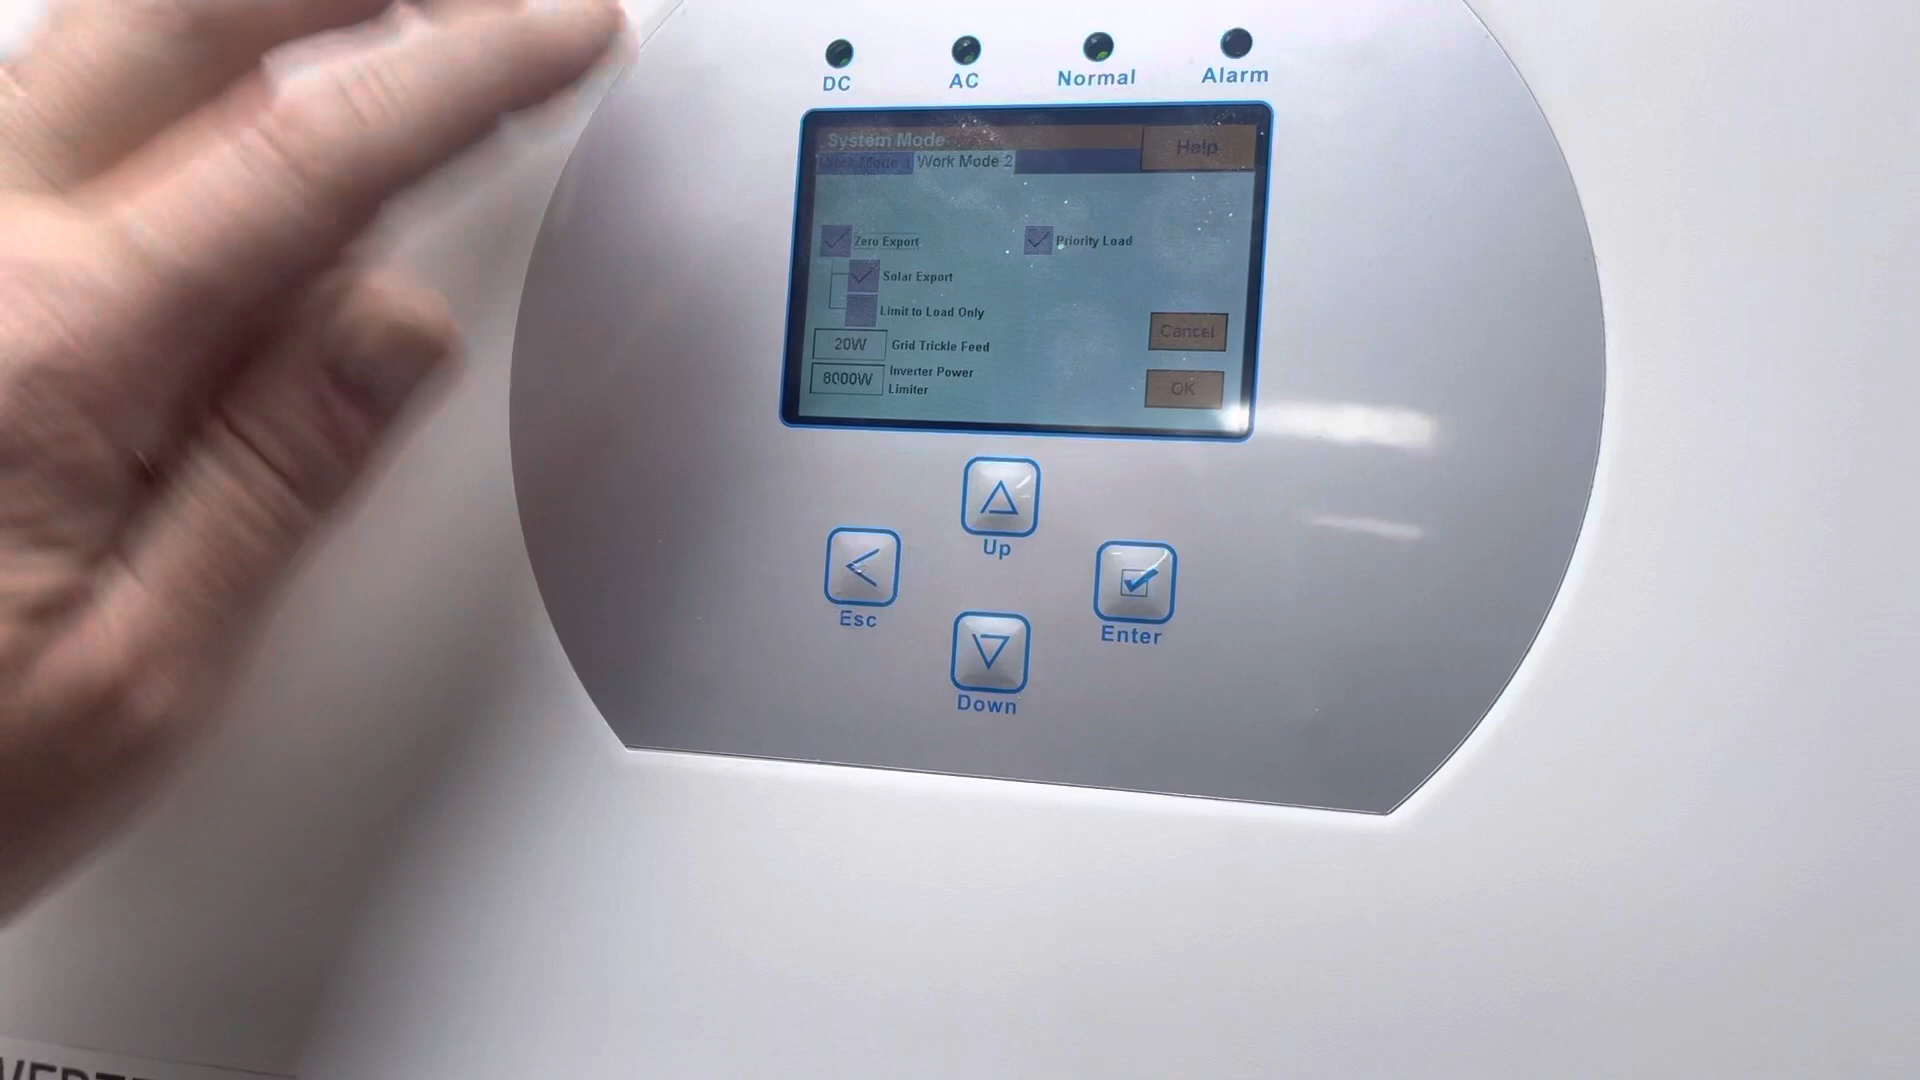 DC AC Normal Alarm
System Mode
Help
Work Mode 1 Work Mode 2
Zero Export
Priority Load
Solar Export
Limit to Load Only
Cancel
20W Grid Trickle Feed
8000W Inverter Power
Limiter
OK
Up
Esc
Enter
Down